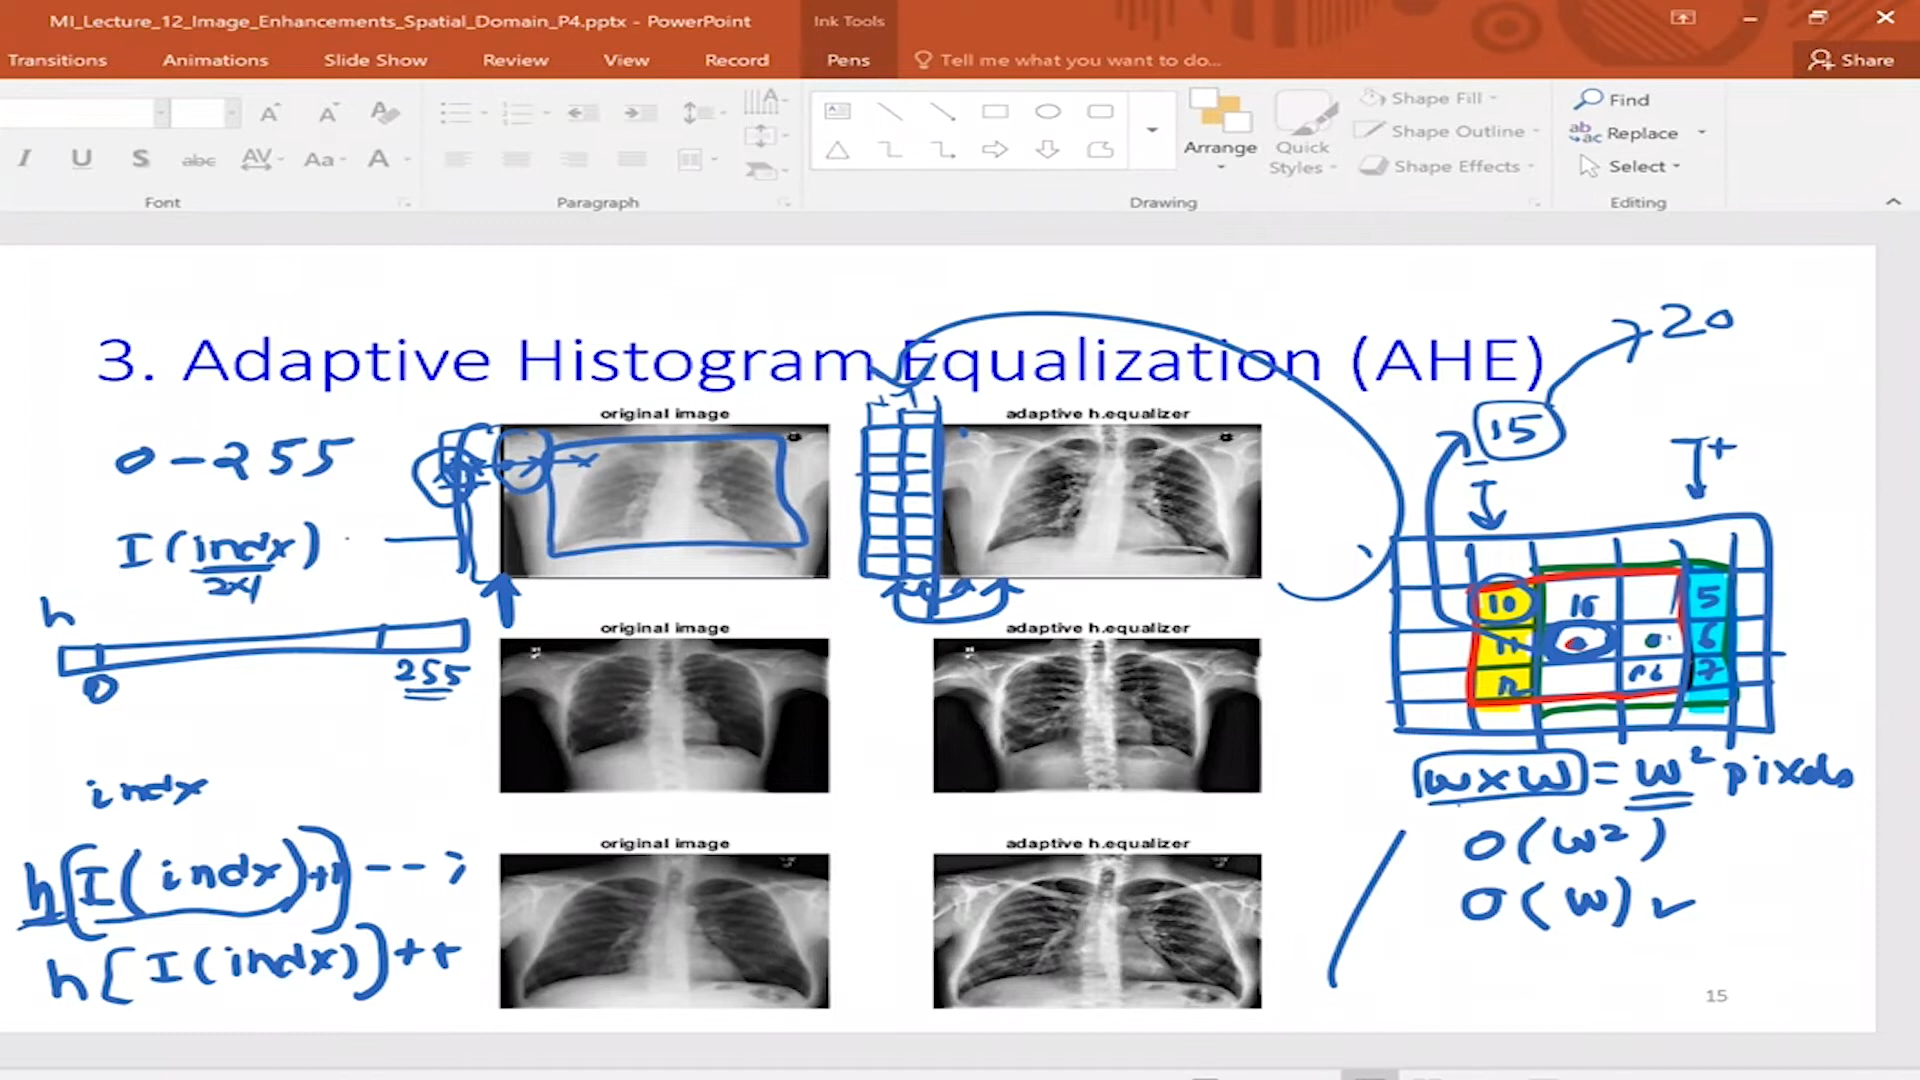 MI_Lecture_12_Image_Enhancements_Spatial_Domain_P4.pptx - PowerPoint
Ink Tools
Transitions Animations Slide Show Review View Record Pens Tell me what you want to do... Share
I U S abc AV Aa A
Font
Paragraph
Arrange
Quick Styles
Drawing
Shape Fill
Shape Outline
Shape Effects
Find
Replace
Select
Editing
3. Adaptive Histogram Equalization (AHE)
20
15
original image
adaptive h.equalizer
0-255
I(indx)
h
0
255
original image
adaptive h.equalizer
10 5
6
7
indx
h[I(indx)+1]--;
h[I(indx)]++
original image
adaptive h.equalizer
w×w = w² pixels
O(w²)
O(w)
15